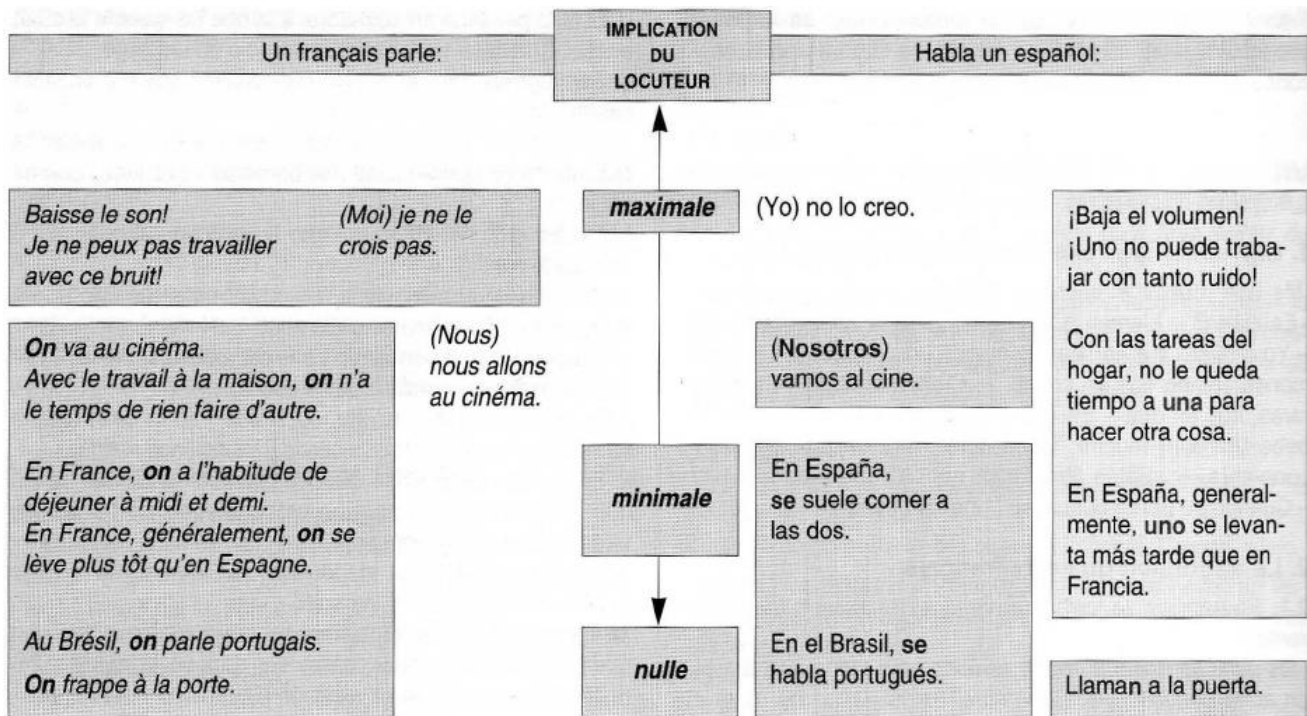 Un français parle:
IMPLICATION
DU
LOCUTEUR
Habla un español:
Baisse le son!
Je ne peux pas travailler
avec ce bruit!
(Moi) je ne le
crois pas.
maximale
(Yo) no lo creo.
¡Baja el volumen!
¡Uno no puede traba-
jar con tanto ruido!
Con las tareas del
hogar, no le queda
tiempo a una para
hacer otra cosa.
En España, general-
mente, uno se levan-
ta más tarde que en
Francia.
On va au cinéma.
Avec le travail à la maison, on n'a
le temps de rien faire d'autre.
(Nous)
nous allons
au cinéma.
(Nosotros)
vamos al cine.
En France, on a l'habitude de
déjeuner à midi et demi.
En France, généralement, on se
lève plus tôt qu'en Espagne.
minimale
En España,
se suele comer a
las dos.
Au Brésil, on parle portugais.
On frappe à la porte.
nulle
En el Brasil, se
habla portugués.
Llaman a la puerta.